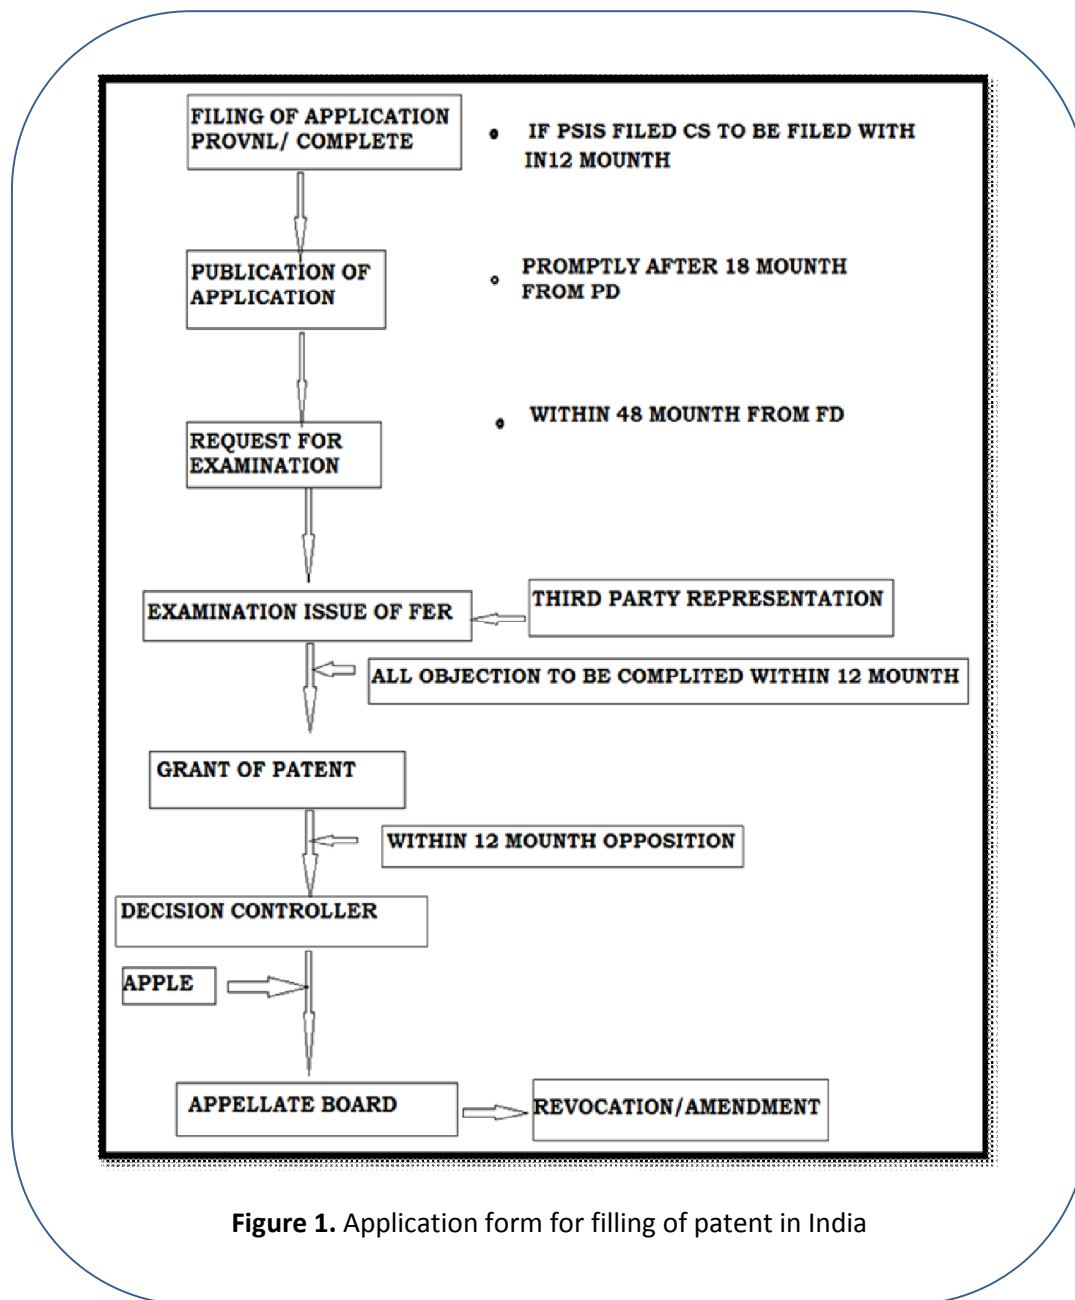 FILING OF APPLICATION
PROVNL/ COMPLETE
IF PSIS FILED CS TO BE FILED WITH
IN12 MOUNTH
PUBLICATION OF
APPLICATION
PROMPTLY AFTER 18 MOUNTH
FROM PD
REQUEST FOR
EXAMINATION
WITHIN 48 MOUNTH FROM FD
EXAMINATION ISSUE OF FER
THIRD PARTY REPRESENTATION
ALL OBJECTION TO BE COMPLITED WITHIN 12 MOUNTH
GRANT OF PATENT
WITHIN 12 MOUNTH OPPOSITION
DECISION CONTROLLER
APPLE
APPELLATE BOARD
REVOCATION/AMENDMENT
Figure 1. Application form for filling of patent in India